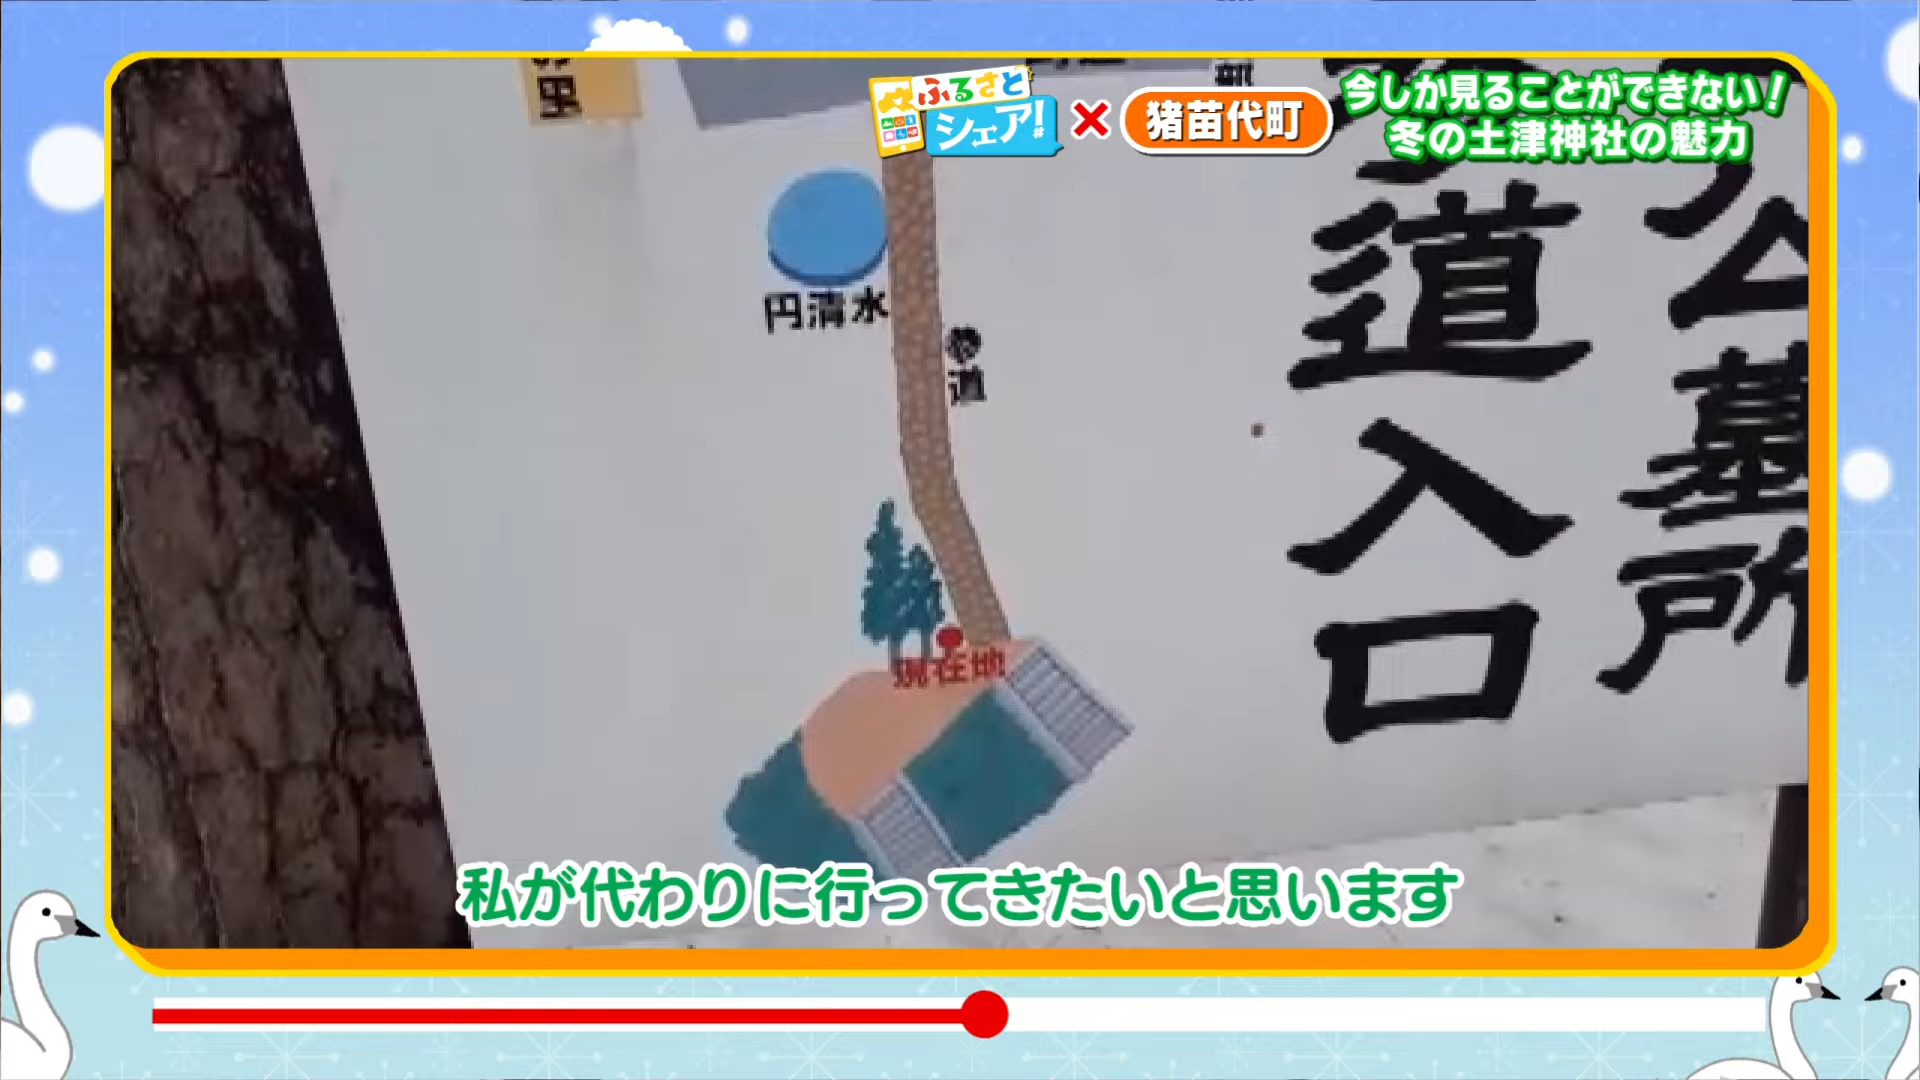 ふるさと
シェア!
×
猪苗代町
今しか見ることができない!
冬の土津神社の魅力
円清水
参道
現在地
道入口
公墓所
私が代わりに行ってきたいと思います